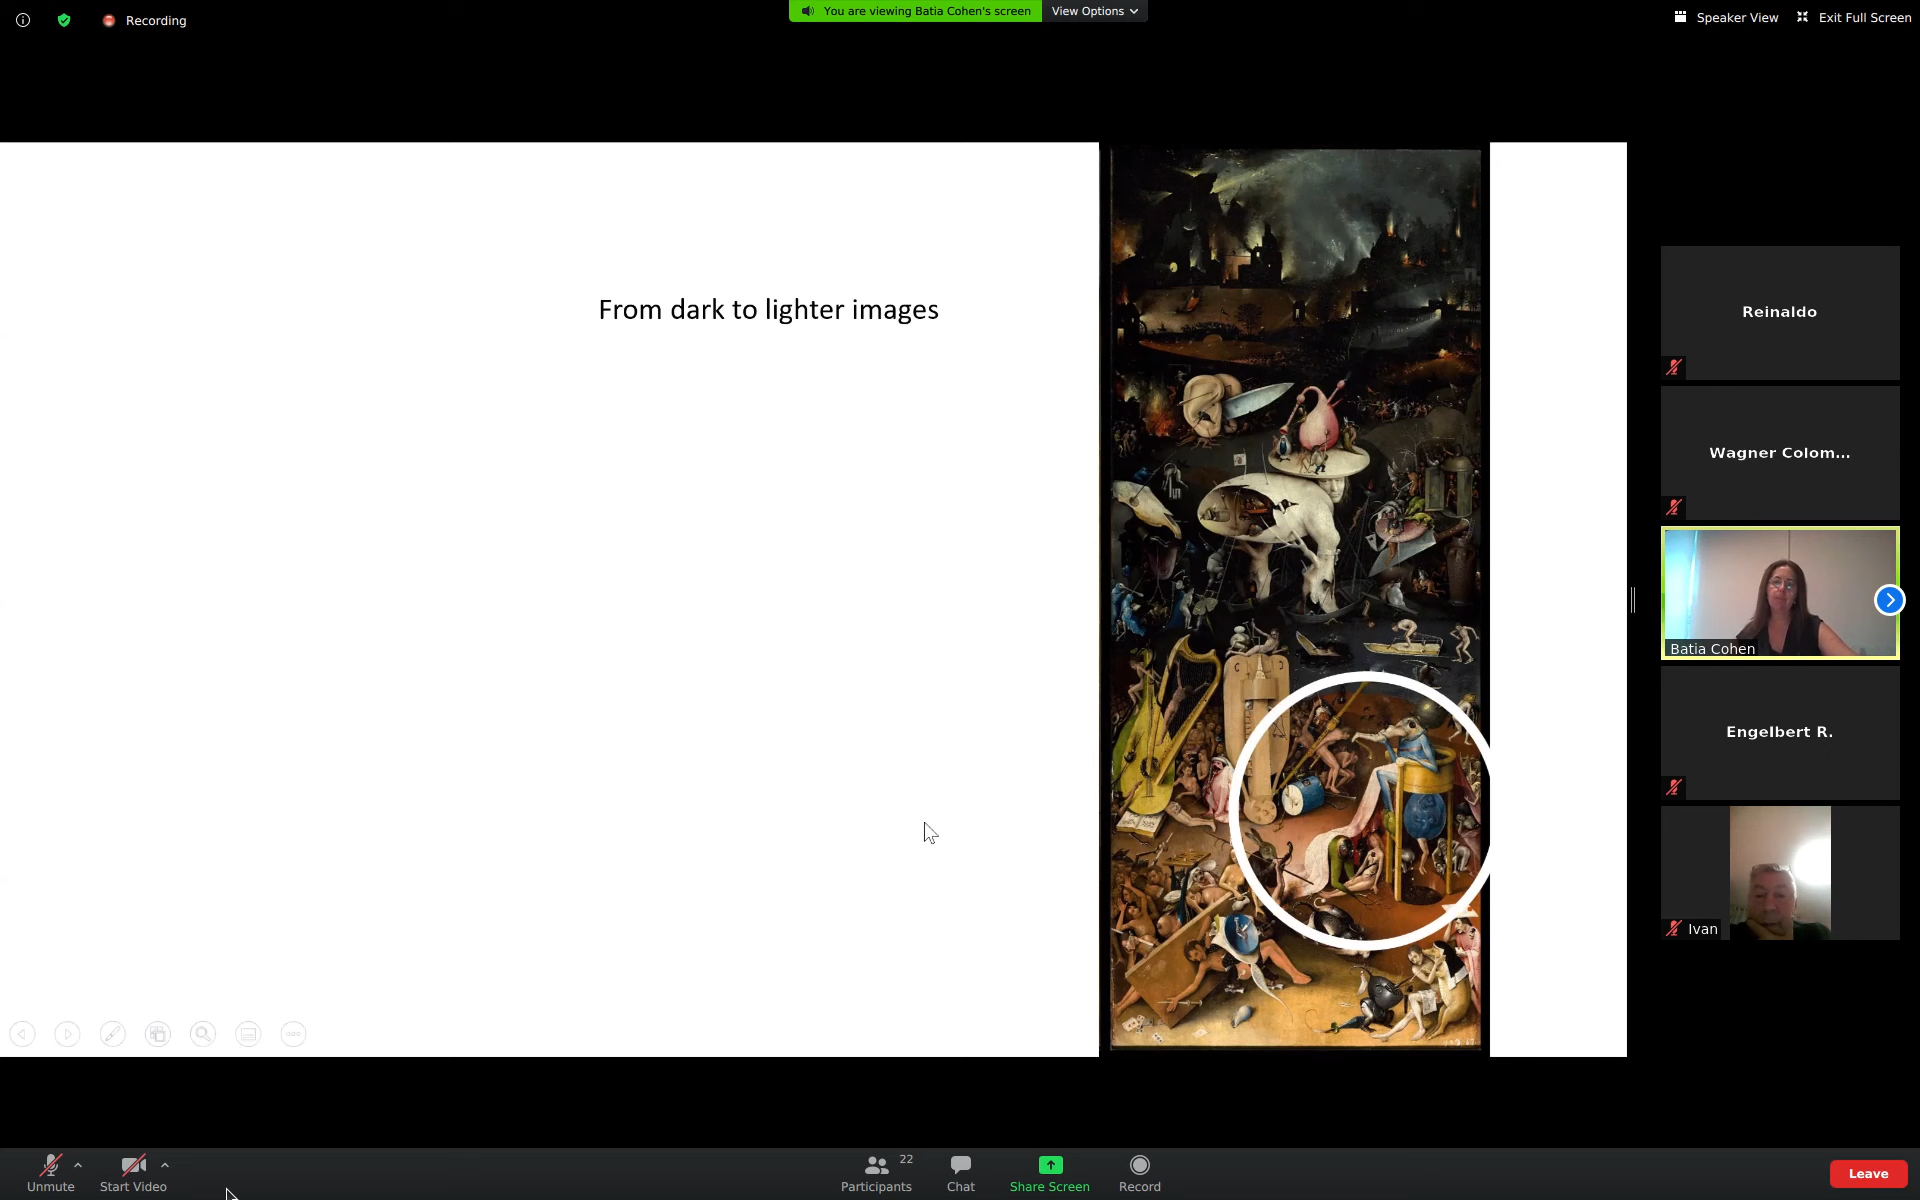 Recording
You are viewing Batia Cohen's screen
View Options
Speaker View
Exit Full Screen
From dark to lighter images
Reinaldo
Wagner Colom...
Batia Cohen
Engelbert R.
Ivan
Unmute
Start Video
Participants
22
Chat
Share Screen
Record
Leave